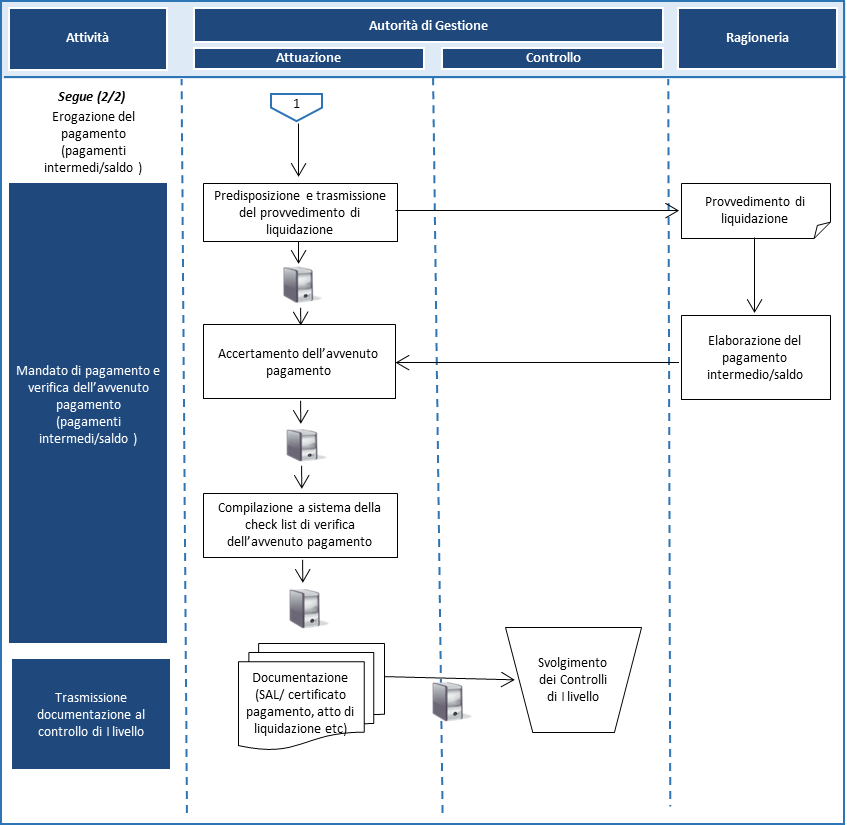 Attività
Autorità di Gestione
Ragioneria
Attuazione
Controllo
Segue (2/2)
Erogazione del
pagamento
(pagamenti
intermedi/saldo )
1
Predisposizione e trasmissione
del provvedimento di
liquidazione
Provvedimento di
liquidazione
Mandato di pagamento e
verifica dell'avvenuto
pagamento
(pagamenti
intermedi/saldo )
Accertamento dell'avvenuto
pagamento
Elaborazione del
pagamento
intermedio/saldo
Compilazione a sistema della
check list di verifica
dell'avvenuto pagamento
Trasmissione
documentazione al
controllo di I livello
Documentazione
(SAL/ certificato
pagamento, atto di
liquidazione etc)
Svolgimento
dei Controlli
di I livello